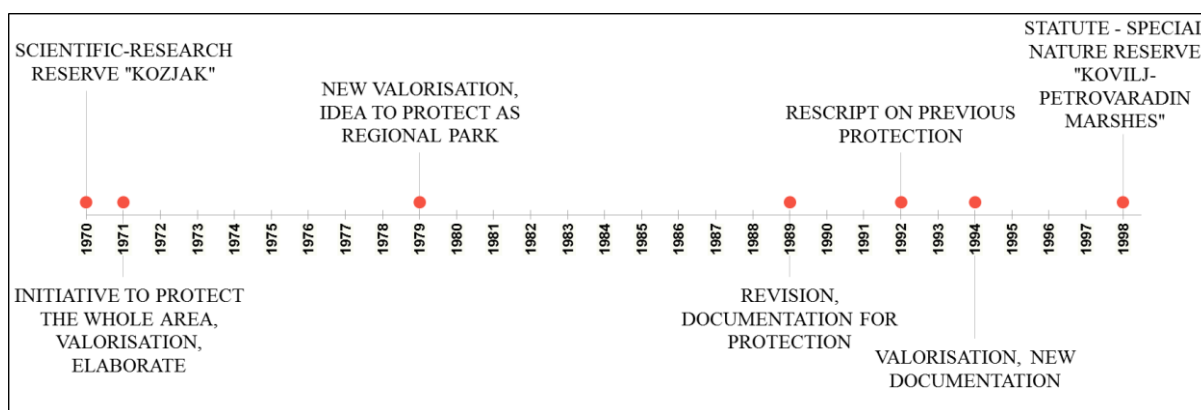 SCIENTIFIC-RESEARCH
RESERVE "KOZJAK"
NEW VALORISATION,
IDEA TO PROTECT AS
REGIONAL PARK
RESCRIPT ON PREVIOUS
PROTECTION
STATUTE - SPECIAL
NATURE RESERVE
"KOVILJ-
PETROVARADIN
MARSHES"
1970
1971
1972
1973
1974
1975
1976
1977
1978
1979
1980
1981
1982
1983
1984
1985
1986
1987
1988
1989
1990
1991
1992
1993
1994
1995
1996
1997
1998
INITIATIVE TO PROTECT
THE WHOLE AREA,
VALORISATION,
ELABORATE
REVISION,
DOCUMENTATION FOR
PROTECTION
VALORISATION, NEW
DOCUMENTATION